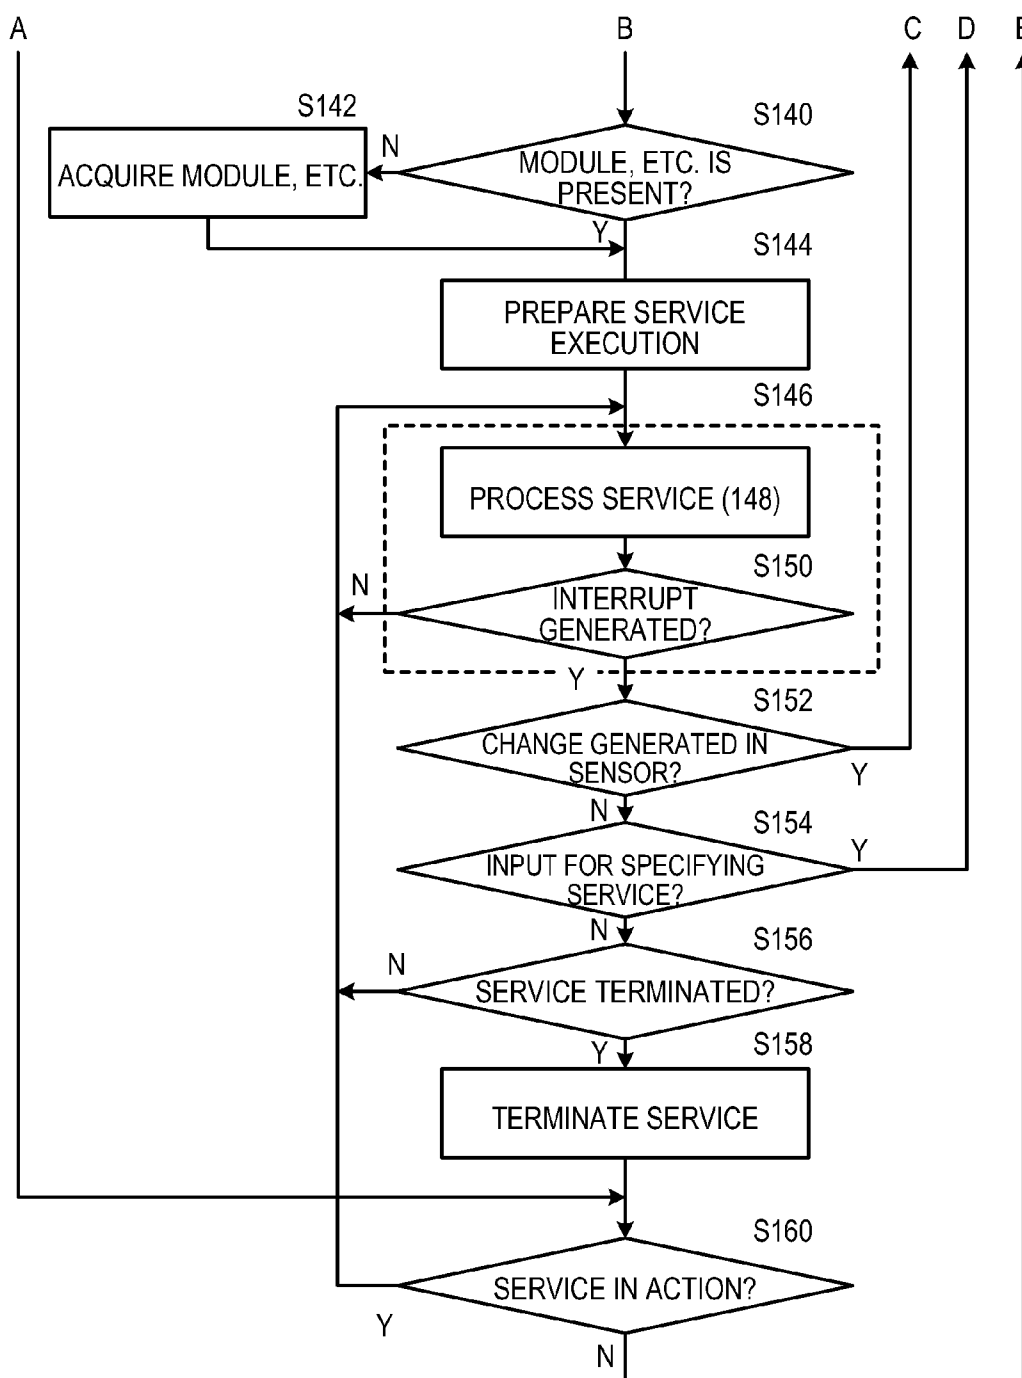 A
B
C
D
E
S142
S140
N
ACQUIRE MODULE, ETC.
MODULE, ETC. IS
PRESENT?
Y
S144
PREPARE SERVICE
EXECUTION
S146
PROCESS SERVICE (148)
S150
N
INTERRUPT
GENERATED?
Y
S152
CHANGE GENERATED IN
SENSOR?
Y
N
S154
Y
INPUT FOR SPECIFYING
SERVICE?
N
S156
N
SERVICE TERMINATED?
Y
S158
TERMINATE SERVICE
S160
SERVICE IN ACTION?
Y
N